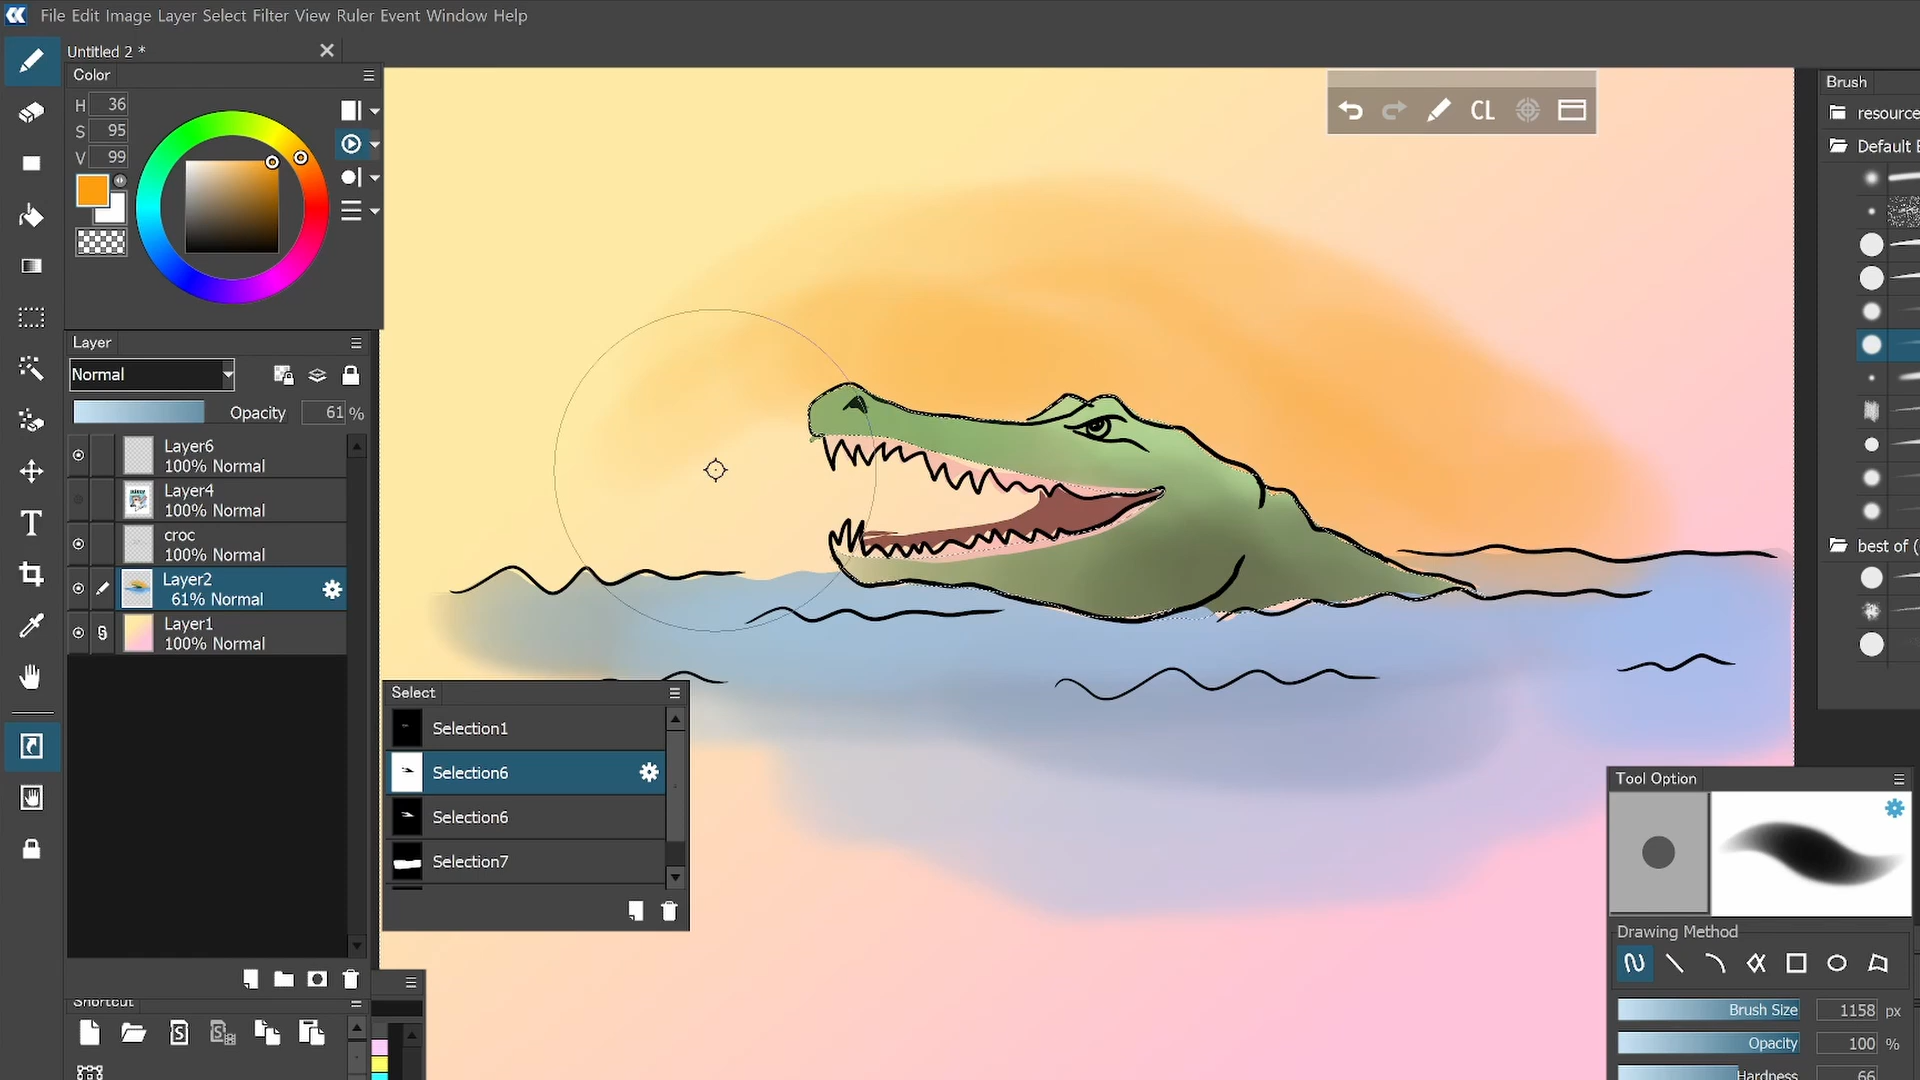 File Edit Image Layer Select Filter View Ruler Event Window Help
Untitled 2 *
Color
H 36
S 95
V 99
Layer
Normal
Opacity 61 %
Layer6
100% Normal
Layer4
100% Normal
croc
100% Normal
Layer2
61% Normal
Layer1
100% Normal
Shortcut
Select
Selection1
Selection6
Selection6
Selection7
CL
Brush
resource
Default
best of (
Tool Option
Drawing Method
Brush Size 1158 px
Opacity 100 %
Hardness 66